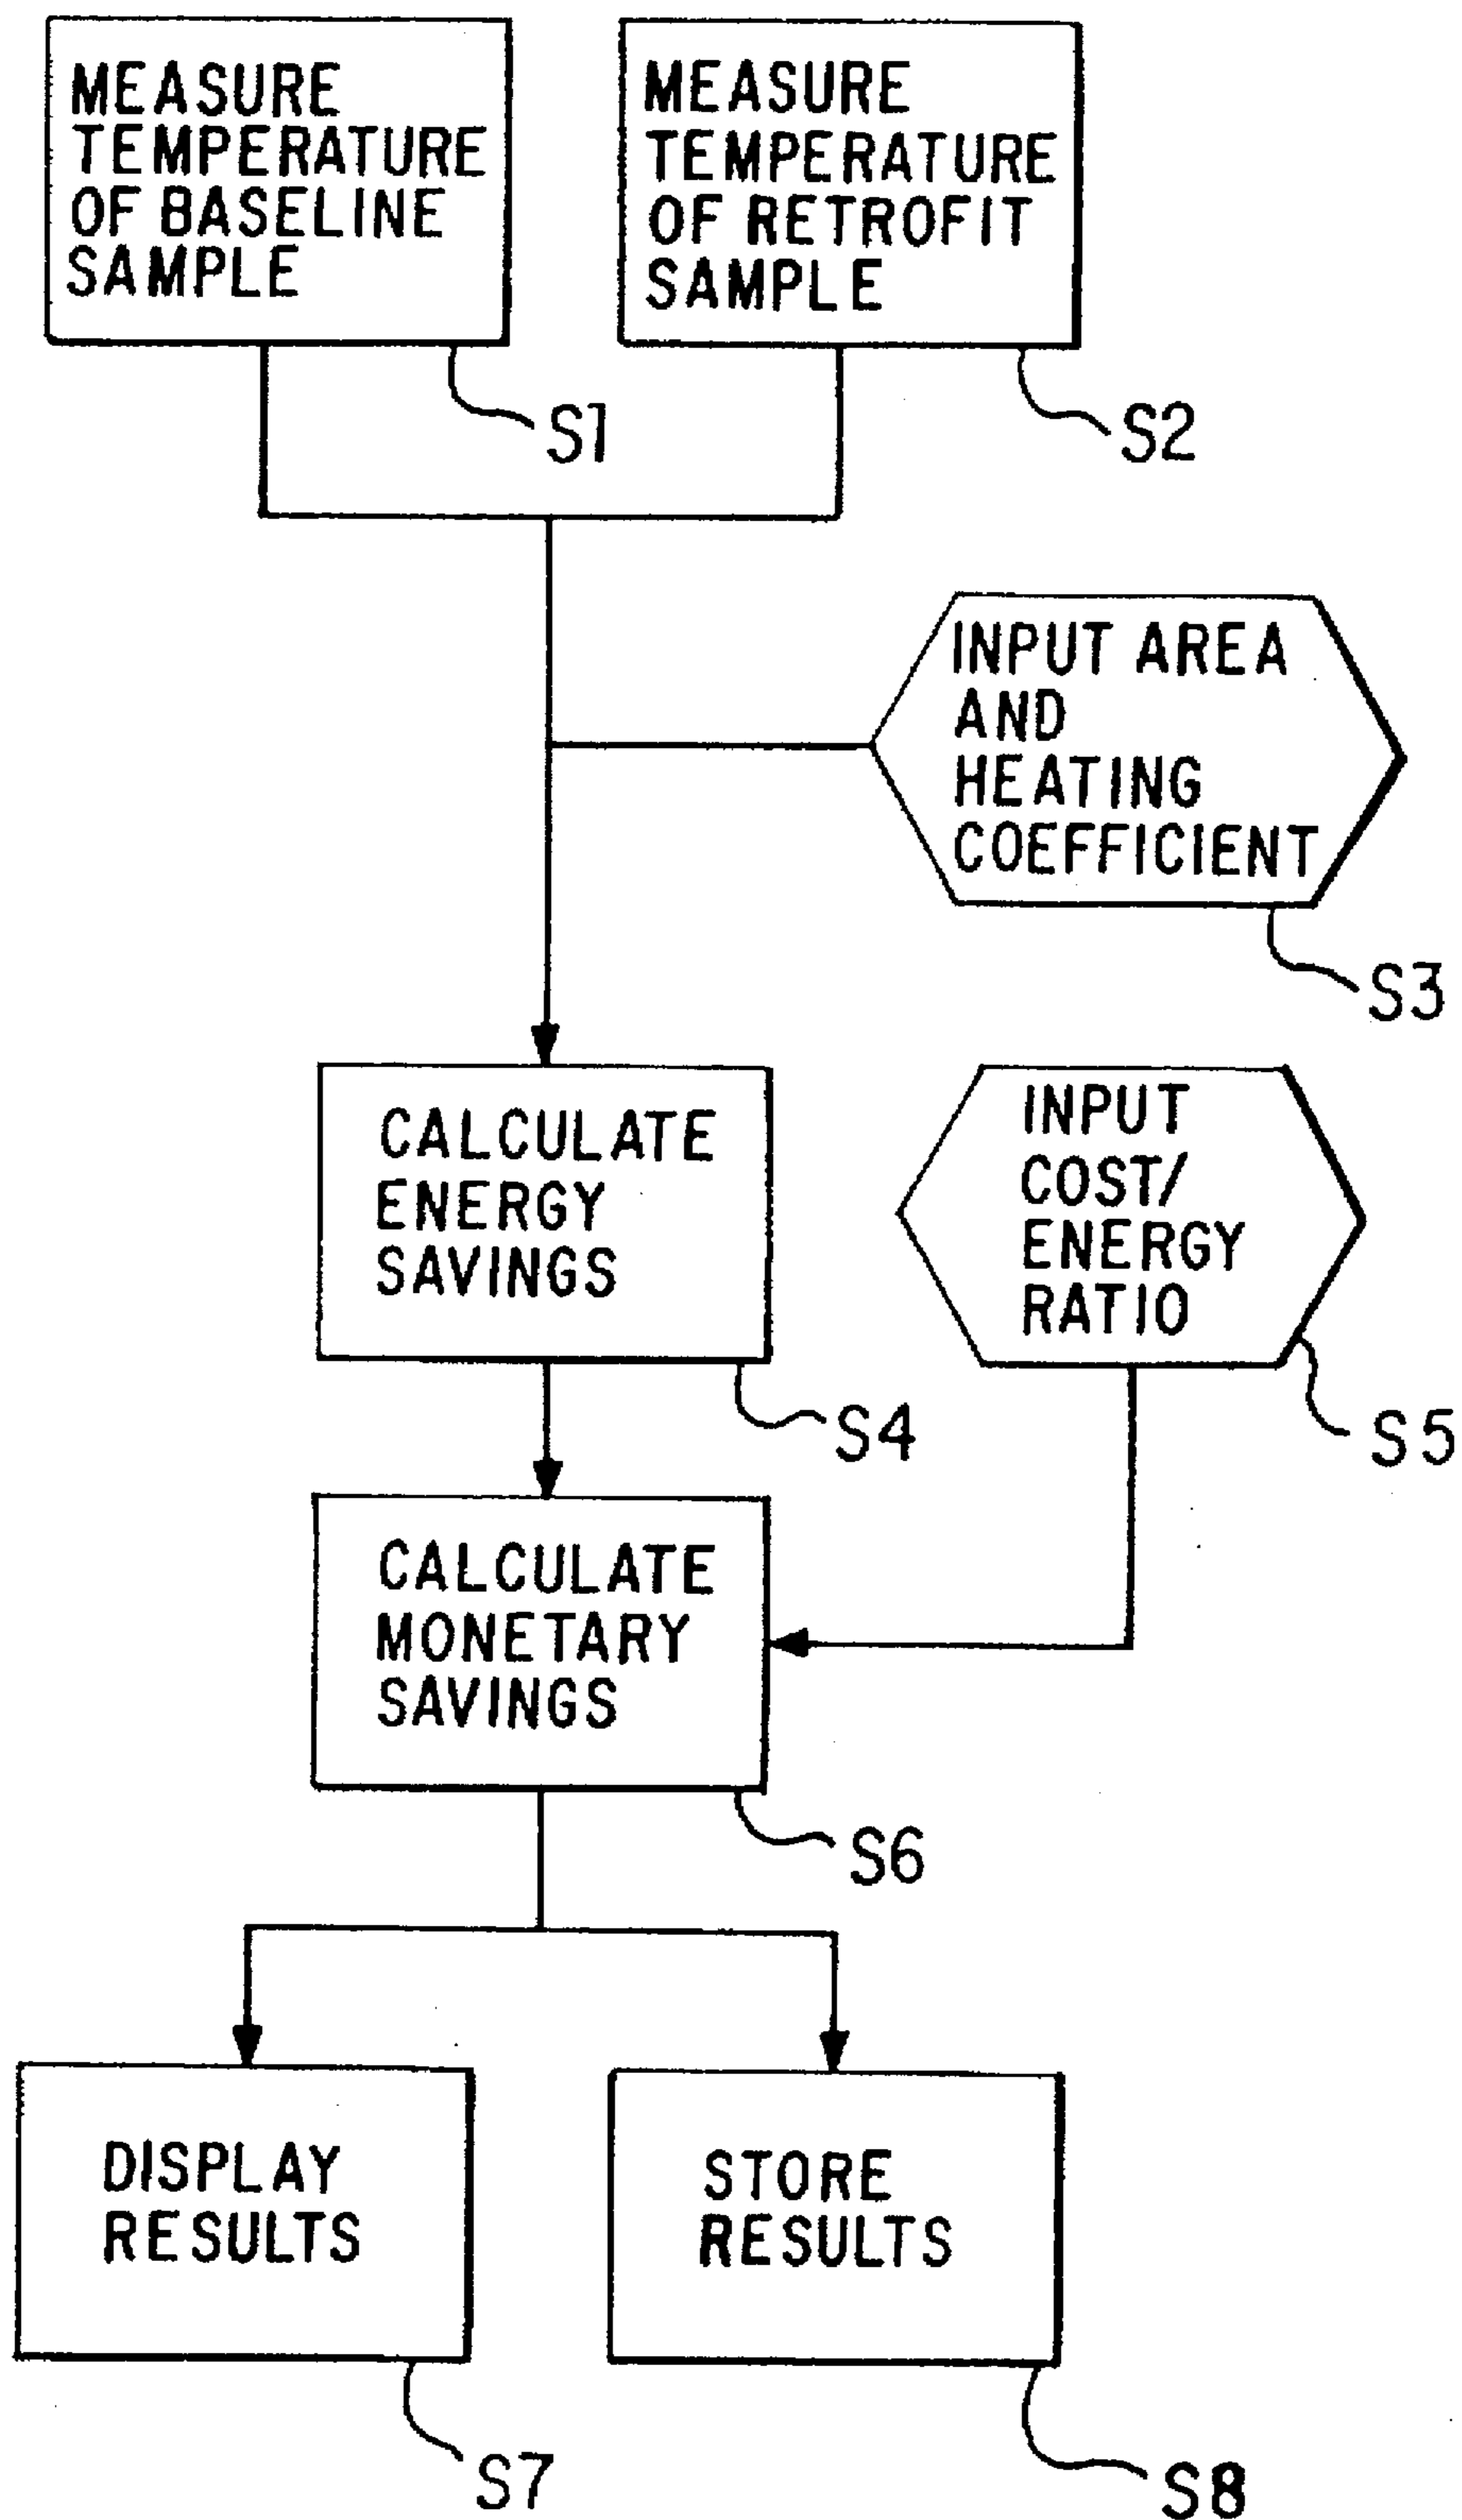 MEASURE
TEMPERATURE
OF BASELINE
SAMPLE
S1
MEASURE
TEMPERATURE
OF RETROFIT
SAMPLE
S2
INPUT AREA
AND
HEATING
COEFFICIENT
S3
CALCULATE
ENERGY
SAVINGS
S4
INPUT
COST/
ENERGY
RATIO
S5
CALCULATE
MONETARY
SAVINGS
S6
DISPLAY
RESULTS
S7
STORE
RESULTS
S8